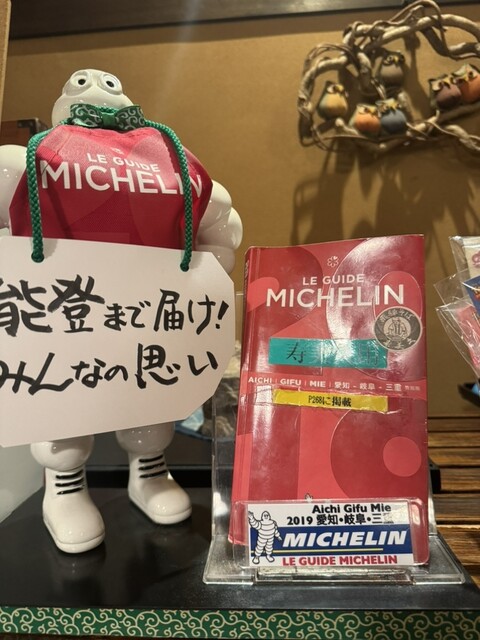 LE GUIDE
MICHELIN
能登まで届け!
みんなの思い
LE GUIDE
MICHELIN
寿
AICHI | GIFU | MIE | 愛知・岐阜・三重
P268に掲載
Aichi Gifu Mie
2019 愛知・岐阜・三重
MICHELIN
LE GUIDE MICHELIN